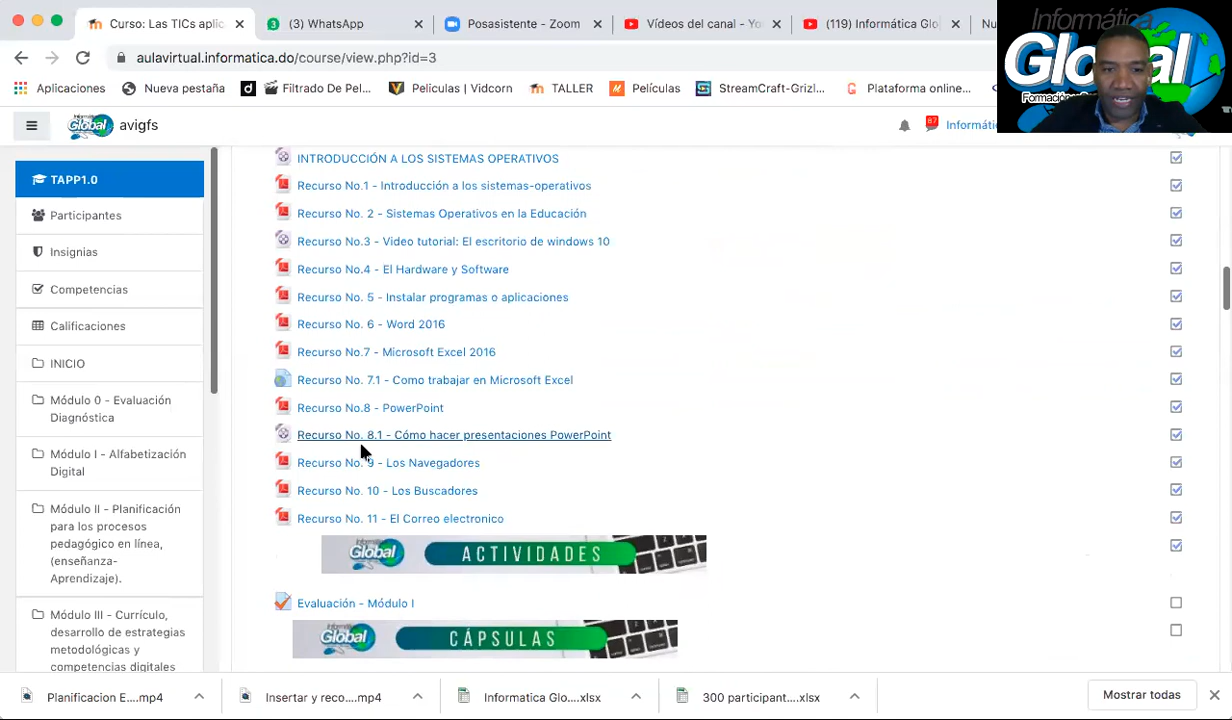 Curso: Las TICs aplic
(3) WhatsApp
Posasistente - Zoom
Vídeos del canal - Yo
(119) Informática Glo
Nu
aulavirtual.informatica.do/course/view.php?id=3
Aplicaciones
Nueva pestaña
Filtrado De Pel...
Peliculas | Vidcorn
TALLER
Películas
StreamCraft-Grizl...
Plataforma online...
Informática
Global
Global
avigfs
87
Informátic
TAPP1.0
Participantes
Insignias
Competencias
Calificaciones
INICIO
Módulo 0 - Evaluación
Diagnóstica
Módulo I - Alfabetización
Digital
Módulo II - Planificación
para los procesos
pedagógico en línea,
(enseñanza-
Aprendizaje).
Módulo III - Currículo,
desarrollo de estrategias
metodológicas y
competencias digitales
INTRODUCCIÓN A LOS SISTEMAS OPERATIVOS
Recurso No.1 - Introducción a los sistemas-operativos
Recurso No. 2 - Sistemas Operativos en la Educación
Recurso No.3 - Video tutorial: El escritorio de windows 10
Recurso No.4 - El Hardware y Software
Recurso No. 5 - Instalar programas o aplicaciones
Recurso No. 6 - Word 2016
Recurso No.7 - Microsoft Excel 2016
Recurso No. 7.1 - Como trabajar en Microsoft Excel
Recurso No.8 - PowerPoint
Recurso No. 8.1 - Cómo hacer presentaciones PowerPoint
Recurso No. 9 - Los Navegadores
Recurso No. 10 - Los Buscadores
Recurso No. 11 - El Correo electronico
Global ACTIVIDADES
Evaluación - Módulo I
Global CÁPSULAS
Planificacion E....mp4
Insertar y reco....mp4
Informatica Glo....xlsx
300 participant....xlsx
Mostrar todas